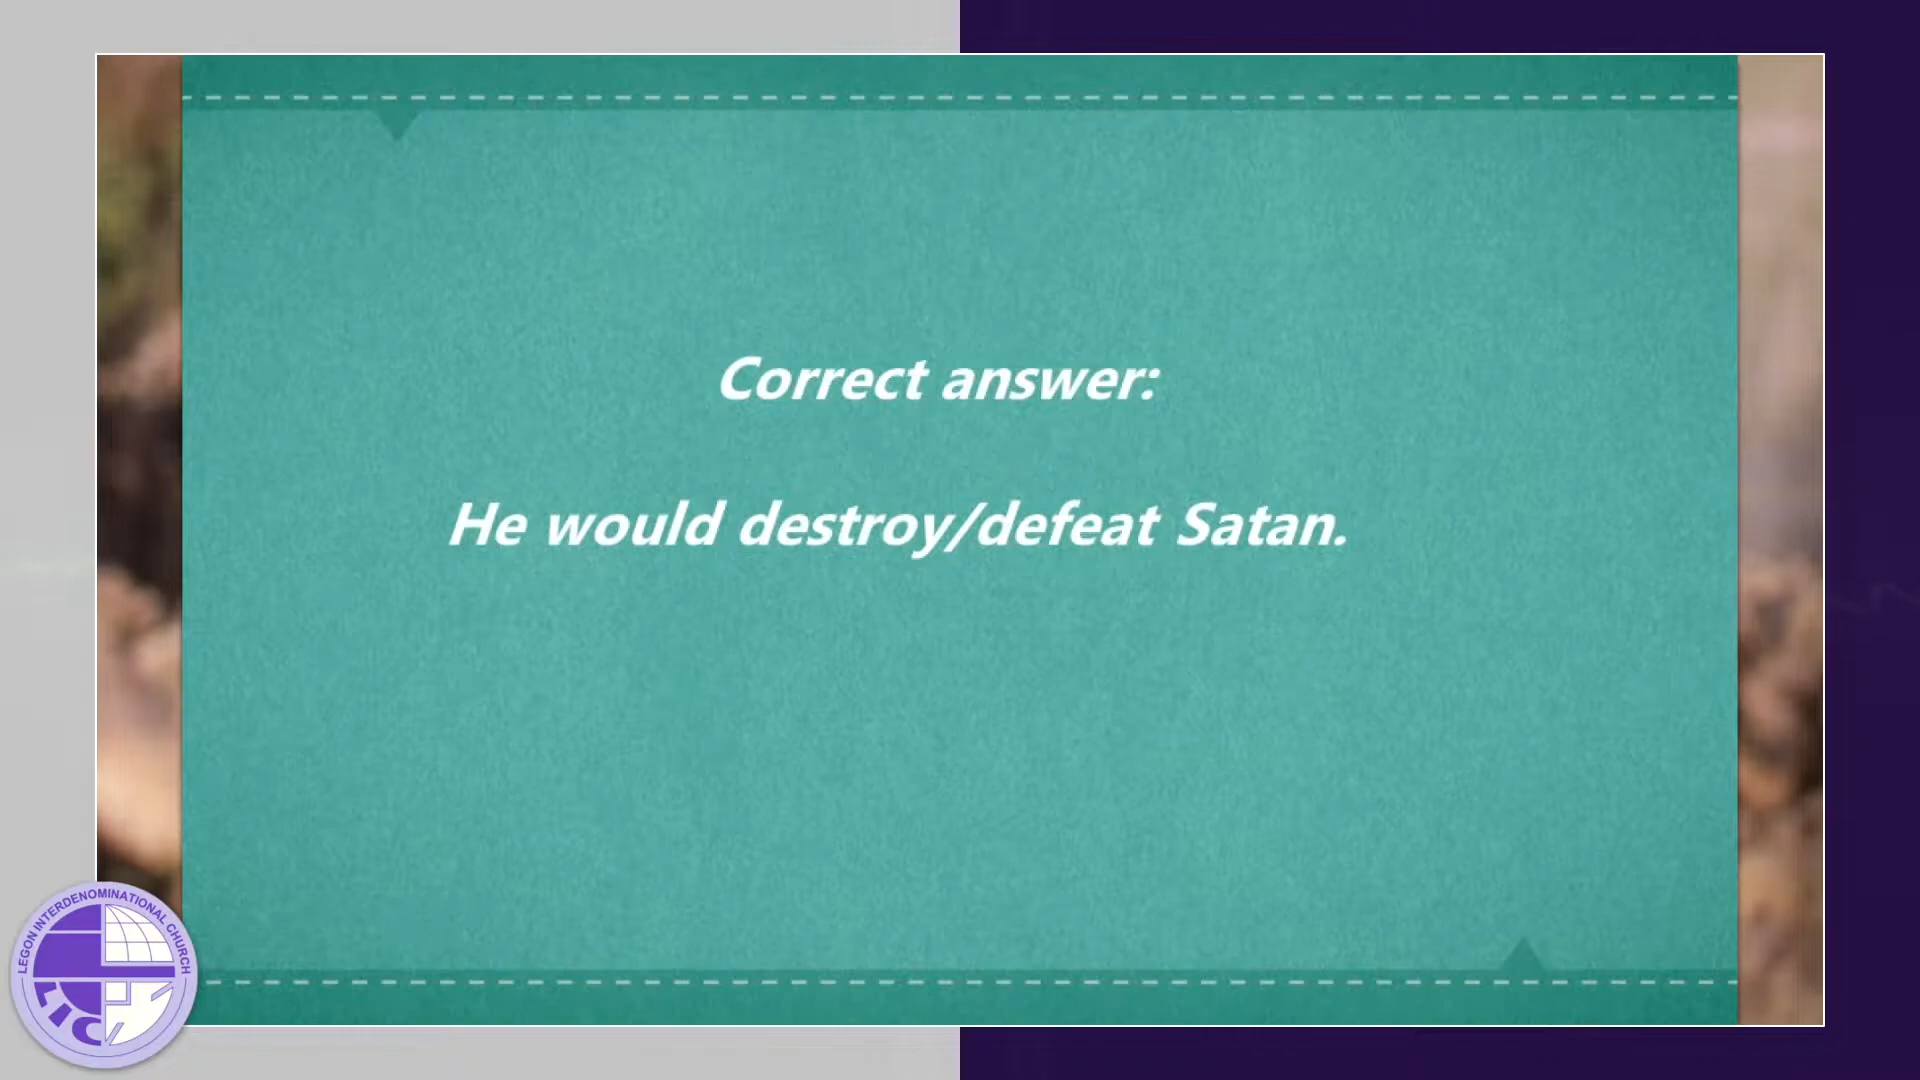 Correct answer:
He would destroy/defeat Satan.
LEGON INTERDENOMINATIONAL CHURCH
LIC